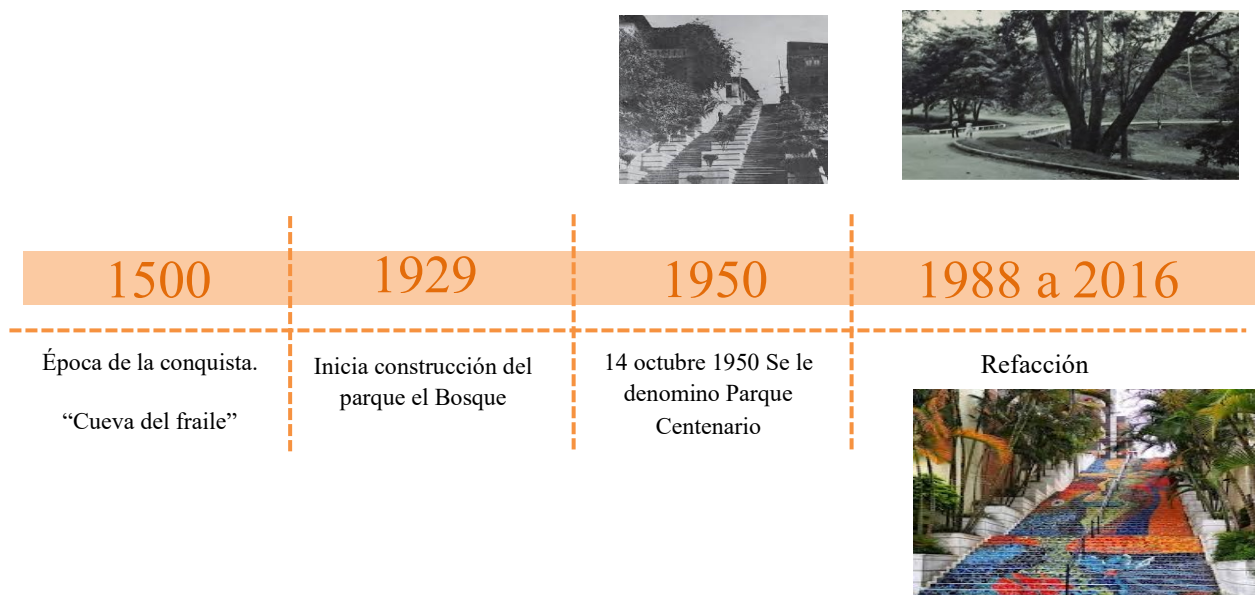 1500
1929
1950
1988 a 2016
Época de la conquista.
“Cueva del fraile”
Inicia construcción del
parque el Bosque
14 octubre 1950 Se le
denomino Parque
Centenario
Refacción